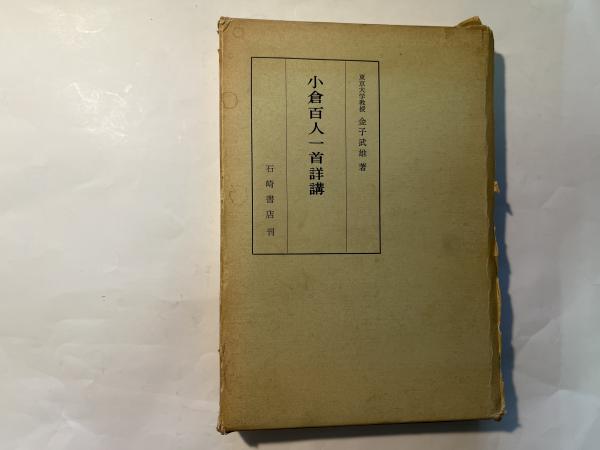 東京大学教授 金子武雄 著
小倉百人一首詳講
石崎書店刊